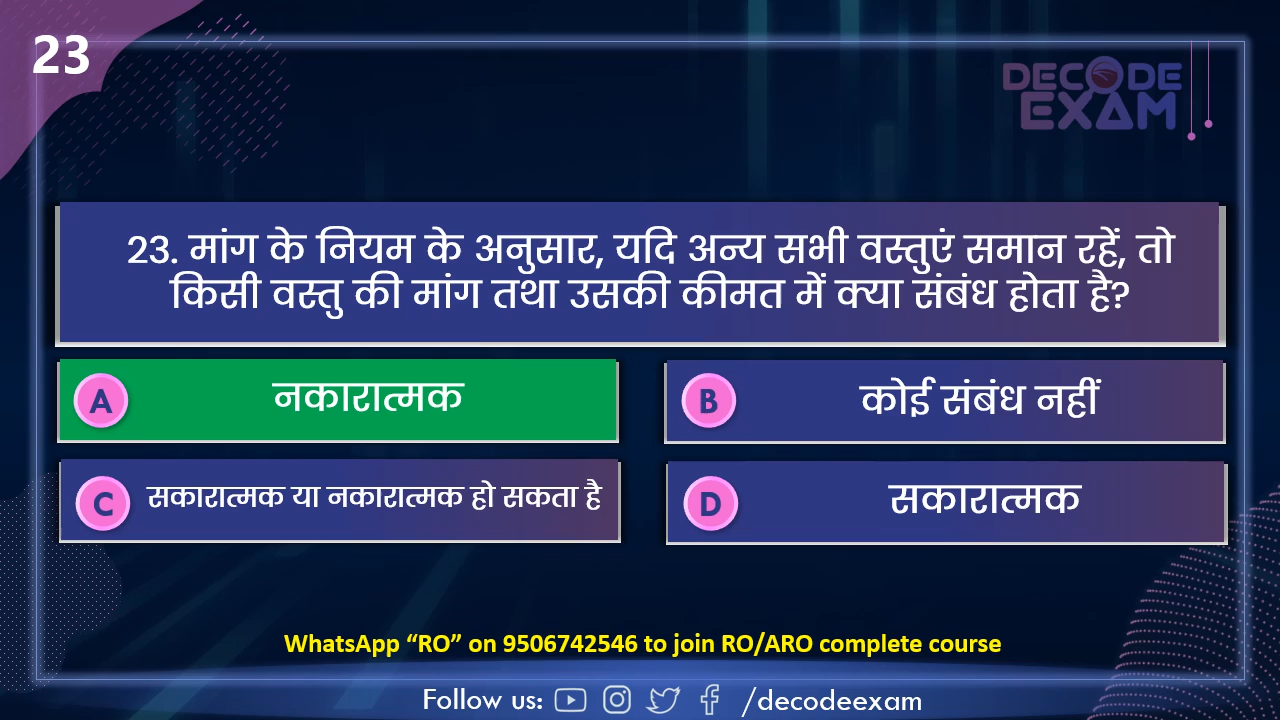 23
DECODE
EXAM
23. मांग के नियम के अनुसार, यदि अन्य सभी वस्तुएं समान रहें, तो
किसी वस्तु की मांग तथा उसकी कीमत में क्या संबंध होता है?
A नकारात्मक
B कोई संबंध नहीं
C सकारात्मक या नकारात्मक हो सकता है
D सकारात्मक
WhatsApp “RO” on 9506742546 to join RO/ARO complete course
Follow us: /decodeexam